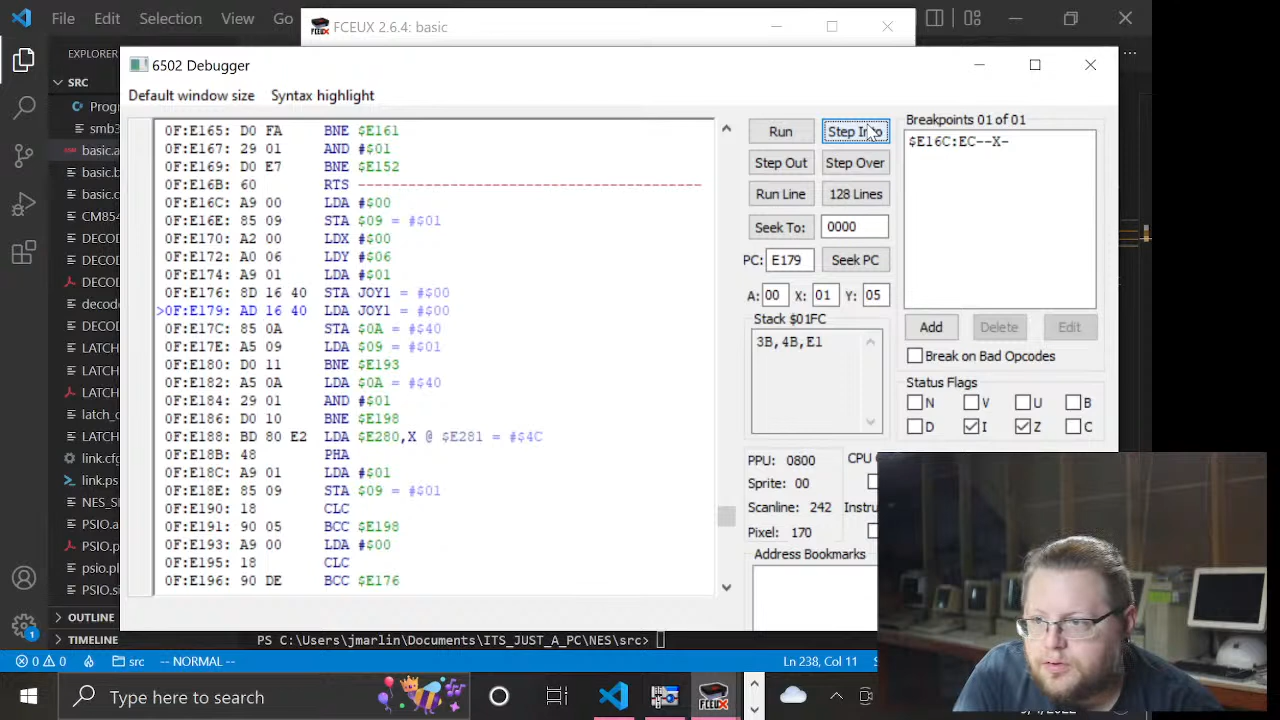 File Edit Selection View Go
FCEUX 2.6.4: basic
EXPLORER
6502 Debugger
SRC
Default window size Syntax highlight
Prog
smb3
basic.
basic.b
basic.c
CM854
DECOD
DECOD
DECOD
decode
DECOD
LATCH
LATCH
latch_c
LATCH
link.cfg
link.ps
NES_S
PSIO.a
PSIO.p
psio.pl
PSIO.s
OUTLINE
TIMELINE
0F:E165: D0 FA BNE $E161
0F:E167: 29 01 AND #$01
0F:E169: D0 E7 BNE $E152
0F:E16B: 60 RTS ------------------------------------------
0F:E16C: A9 00 LDA #$00
0F:E16E: 85 09 STA $09 = #$01
0F:E170: A2 00 LDX #$00
0F:E172: A0 06 LDY #$06
0F:E174: A9 01 LDA #$01
0F:E176: 8D 16 40 STA JOY1 = #$00
>0F:E179: AD 16 40 LDA JOY1 = #$00
0F:E17C: 85 0A STA $0A = #$40
0F:E17E: A5 09 LDA $09 = #$01
0F:E180: D0 11 BNE $E193
0F:E182: A5 0A LDA $0A = #$40
0F:E184: 29 01 AND #$01
0F:E186: D0 10 BNE $E198
0F:E188: BD 80 E2 LDA $E280,X @ $E281 = #$4C
0F:E18B: 48 PHA
0F:E18C: A9 01 LDA #$01
0F:E18E: 85 09 STA $09 = #$01
0F:E190: 18 CLC
0F:E191: 90 05 BCC $E198
0F:E193: A9 00 LDA #$00
0F:E195: 18 CLC
0F:E196: 90 DE BCC $E176
Run Step Into
Step Out Step Over
Run Line 128 Lines
Seek To: 0000
PC: E179 Seek PC
A: 00 X: 01 Y: 05
Stack $01FC
3B,4B,E1
PPU: 0800
Sprite: 00
Scanline: 242
Pixel: 170
CPU
Instru
Address Bookmarks
Breakpoints 01 of 01
$E16C:EC--X-
Add Delete Edit
Break on Bad Opcodes
Status Flags
N V U B
D I Z C
PS C:\Users\jmarlin\Documents\ITS_JUST_A_PC\NES\src>
0 0 src -- NORMAL -- Ln 238, Col 11
Type here to search